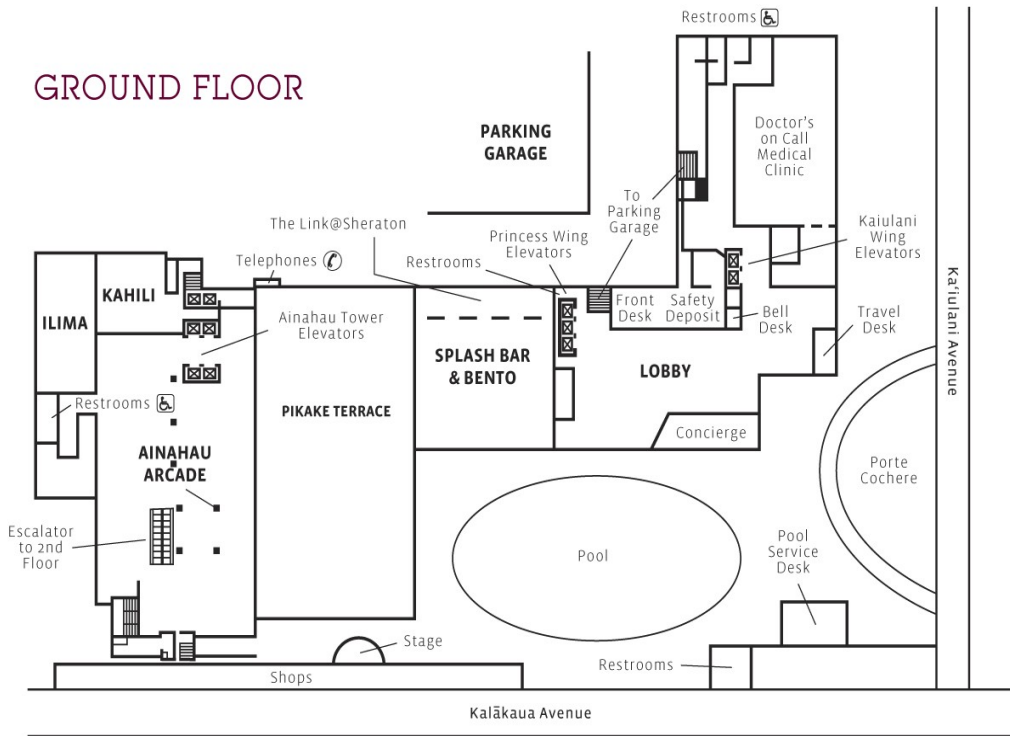 Restrooms
GROUND FLOOR
PARKING
GARAGE
Doctor's
on Call
Medical
Clinic
To
Parking
Garage
The Link@Sheraton
Princess Wing
Elevators
Kaiulani
Wing
Elevators
Telephones
Restrooms
KAHILI
ILIMA
Front
Desk
Safety
Deposit
Bell
Desk
Travel
Desk
Ka‘iulani Avenue
Ainahau Tower
Elevators
SPLASH BAR
& BENTO
LOBBY
PIKAKE TERRACE
Restrooms
Concierge
AINAHAU
ARCADE
Porte
Cochere
Escalator
to 2nd
Floor
Pool
Pool
Service
Desk
Stage
Restrooms
Shops
Kalākaua Avenue